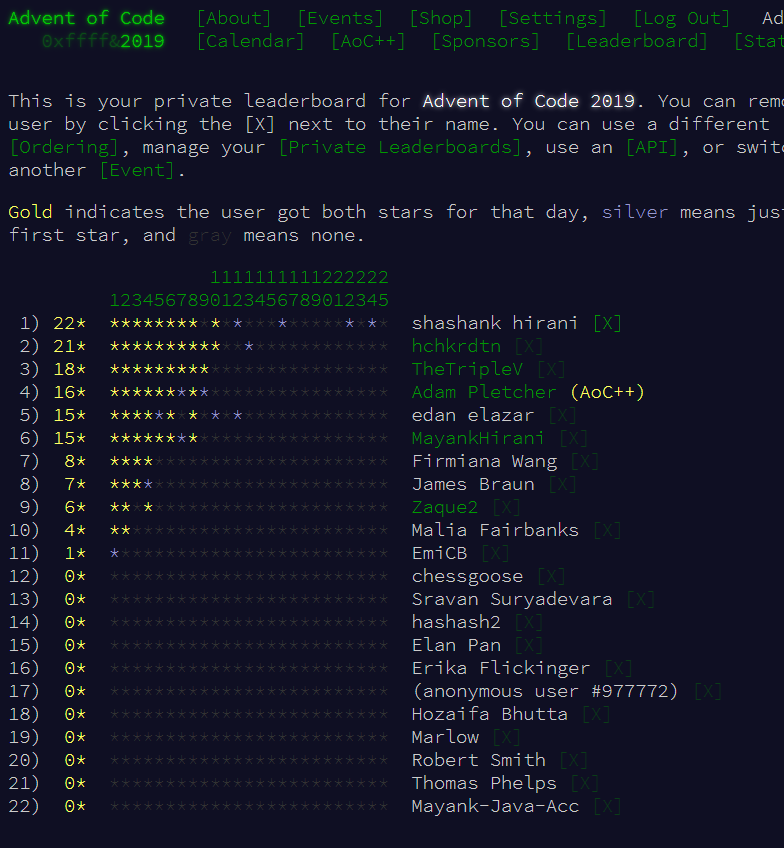 Advent of Code [About] [Events] [Shop] [Settings] [Log Out] Ad
0xffff&2019 [Calendar] [AoC++] [Sponsors] [Leaderboard] [Stat
This is your private leaderboard for Advent of Code 2019. You can remo
user by clicking the [X] next to their name. You can use a different
[Ordering], manage your [Private Leaderboards], use an [API], or switc
another [Event].
Gold indicates the user got both stars for that day, silver means jus
first star, and gray means none.
1111111111222222
1234567890123456789012345
1) 22* ************************* shashank hirani [X]
2) 21* ************************* hchkrdtn [X]
3) 18* ************************* TheTripleV [X]
4) 16* ************************* Adam Pletcher (AoC++)
5) 15* ************************* edan elazar [X]
6) 15* ************************* MayankHirani [X]
7) 8* ************************* Firmiana Wang [X]
8) 7* ************************* James Braun [X]
9) 6* ************************* Zaque2 [X]
10) 4* ************************* Malia Fairbanks [X]
11) 1* ************************* EmiCB [X]
12) 0* ************************* chessgoose [X]
13) 0* ************************* Sravan Suryadevara [X]
14) 0* ************************* hashash2 [X]
15) 0* ************************* Elan Pan [X]
16) 0* ************************* Erika Flickinger [X]
17) 0* ************************* (anonymous user #977772) [X]
18) 0* ************************* Hozaifa Bhutta [X]
19) 0* ************************* Marlow [X]
20) 0* ************************* Robert Smith [X]
21) 0* ************************* Thomas Phelps [X]
22) 0* ************************* Mayank-Java-Acc [X]